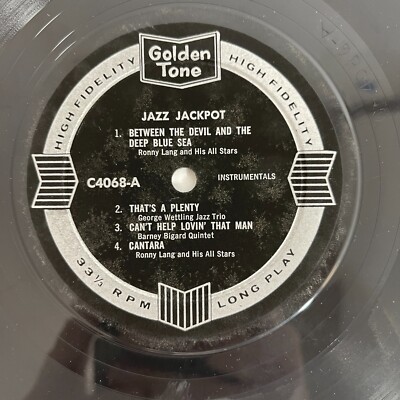 Golden
Tone
HIGH FIDELITY
HIGH FIDELITY
JAZZ JACKPOT
1. BETWEEN THE DEVIL AND THE
DEEP BLUE SEA
Ronny Lang and His All Stars
C4068-A
INSTRUMENTALS
2. THAT'S A PLENTY
George Wettling Jazz Trio
3. CAN'T HELP LOVIN' THAT MAN
Barney Bigard Quintet
4. CANTARA
Ronny Lang and His All Stars
33⅓ RPM
LONG PLAY